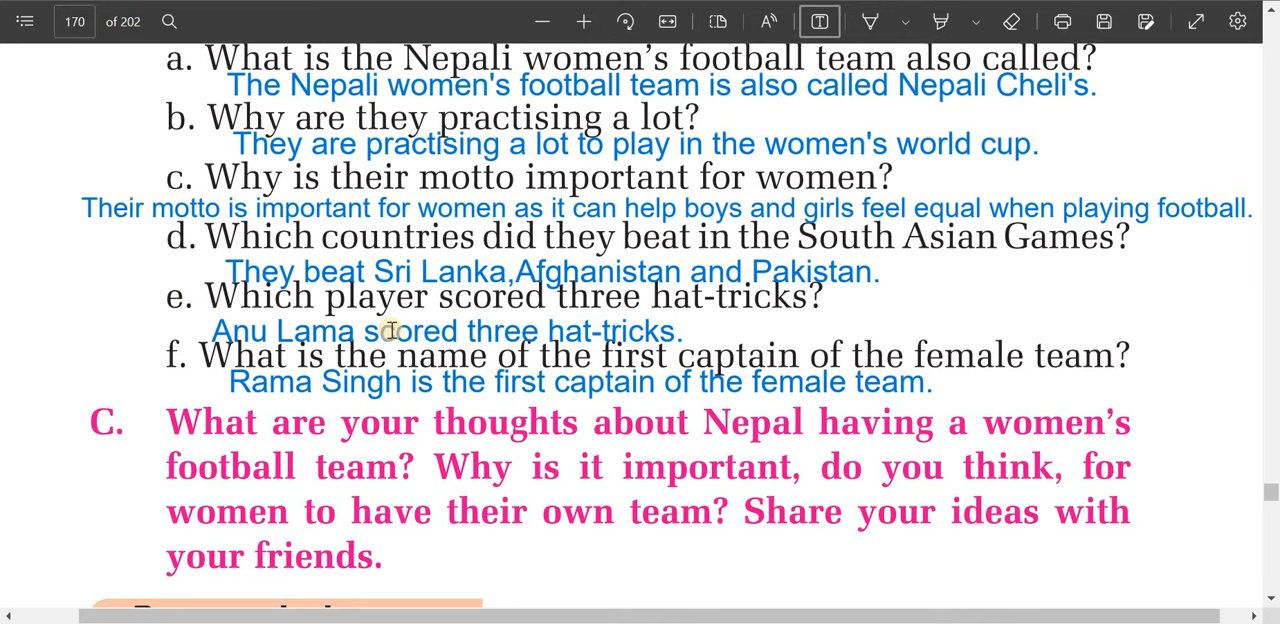 170 of 202
a. What is the Nepali women's football team also called?
The Nepali women's football team is also called Nepali Cheli's.
b. Why are they practising a lot?
They are practising a lot to play in the women's world cup.
c. Why is their motto important for women?
Their motto is important for women as it can help boys and girls feel equal when playing football.
d. Which countries did they beat in the South Asian Games?
They beat Sri Lanka,Afghanistan and Pakistan.
e. Which player scored three hat-tricks?
Anu Lama scored three hat-tricks.
f. What is the name of the first captain of the female team?
Rama Singh is the first captain of the female team.
C. What are your thoughts about Nepal having a women's
football team? Why is it important, do you think, for
women to have their own team? Share your ideas with
your friends.